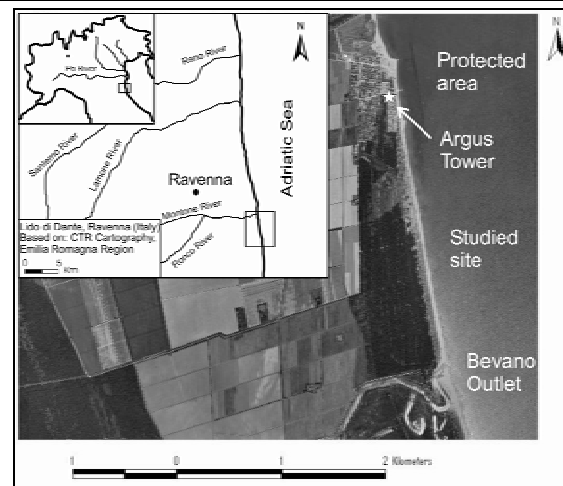 Po River
Reno River
N
Santerno River
Lamone River
Adriatic Sea
Ravenna
Montone River
Ronco River
Lido di Dante, Ravenna (Italy)
Based on: CTR Cartography,
Emilia Romagna Region
0 5
Km
N
Protected
area
Argus
Tower
Studied
site
Bevano
Outlet
1 0 1 2 Kilometers